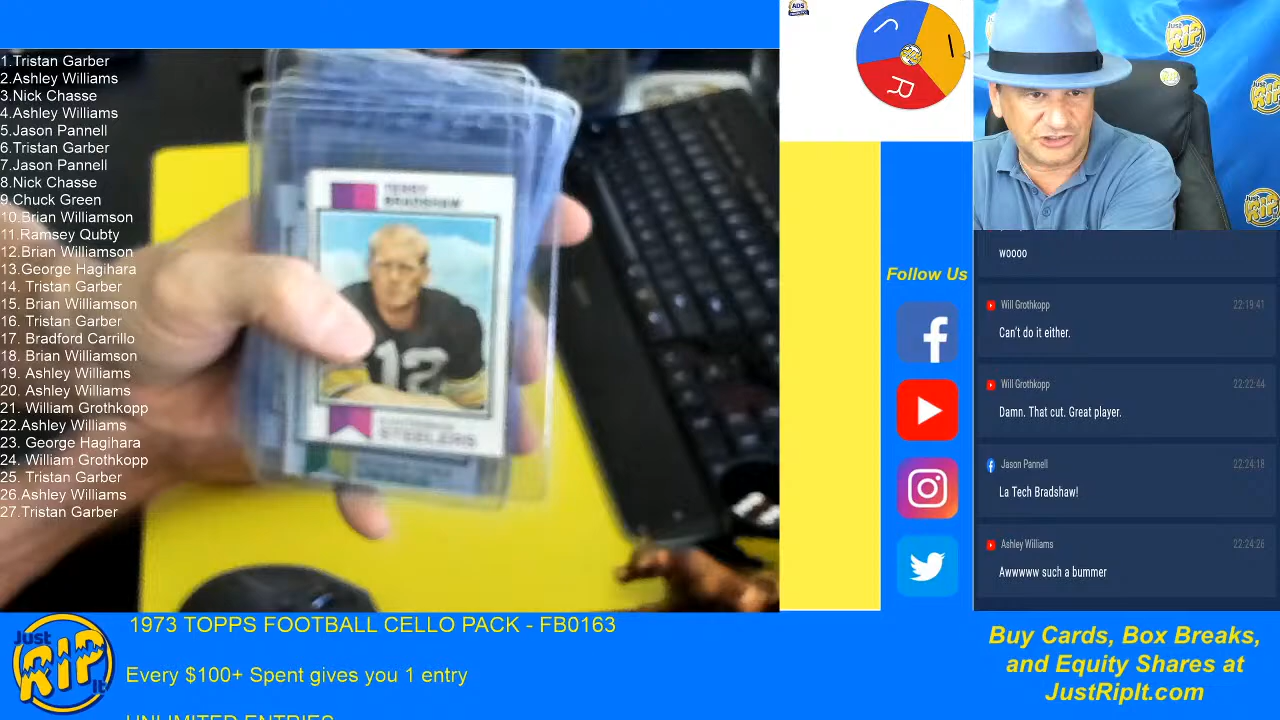 1.Tristan Garber
2.Ashley Williams
3.Nick Chasse
4.Ashley Williams
5.Jason Pannell
6.Tristan Garber
7.Jason Pannell
8.Nick Chasse
9.Chuck Green
10.Brian Williamson
11.Ramsey Qubty
12.Brian Williamson
13.George Hagihara
14. Tristan Garber
15. Brian Williamson
16. Tristan Garber
17. Bradford Carrillo
18. Brian Williamson
19. Ashley Williams
20. Ashley Williams
21. William Grothkopp
22.Ashley Williams
23. George Hagihara
24. William Grothkopp
25. Tristan Garber
26 Ashley Williams
27.Tristan Garber
TERRY
BRADSHAW
12
STEELERS
ADS
J
I
R
Just
RIP
It
Follow Us
woooo
Will Grothkopp 22:19:41
Can't do it either.
Will Grothkopp 22:22:44
Damn. That cut. Great player.
Jason Pannell 22:24:18
La Tech Bradshaw!
Ashley Williams 22:24:26
Awwwww such a bummer
Just
RIP
It
1973 TOPPS FOOTBALL CELLO PACK - FB0163
Every $100+ Spent gives you 1 entry
UNLIMITED ENTRIES
Buy Cards, Box Breaks,
and Equity Shares at
JustRipIt.com